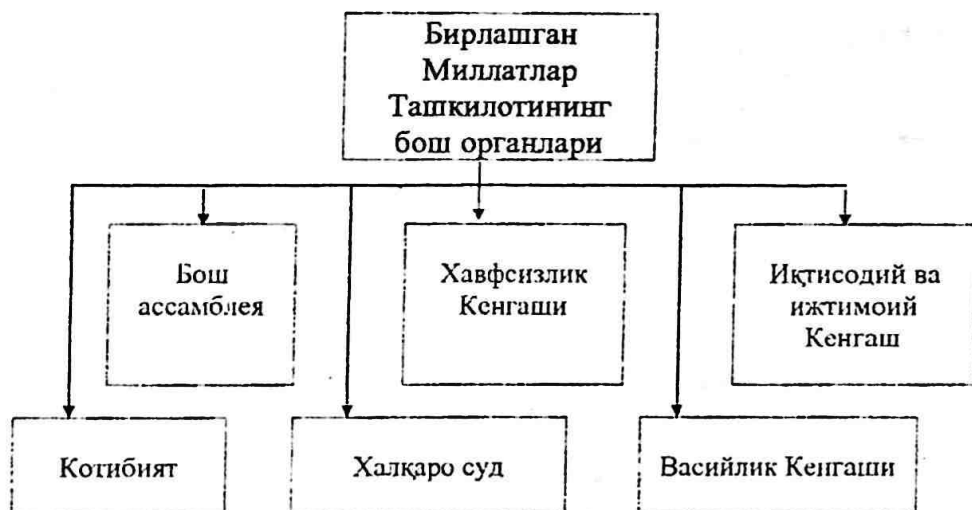 Бирлашган
Миллатлар
Ташкилотининг
бош органлари
Бош
ассамблея
Хавфсизлик
Кенгаши
Иқтисодий ва
ижтимоий
Кенгаш
Котибият
Халқаро суд
Васийлик Кенгаши